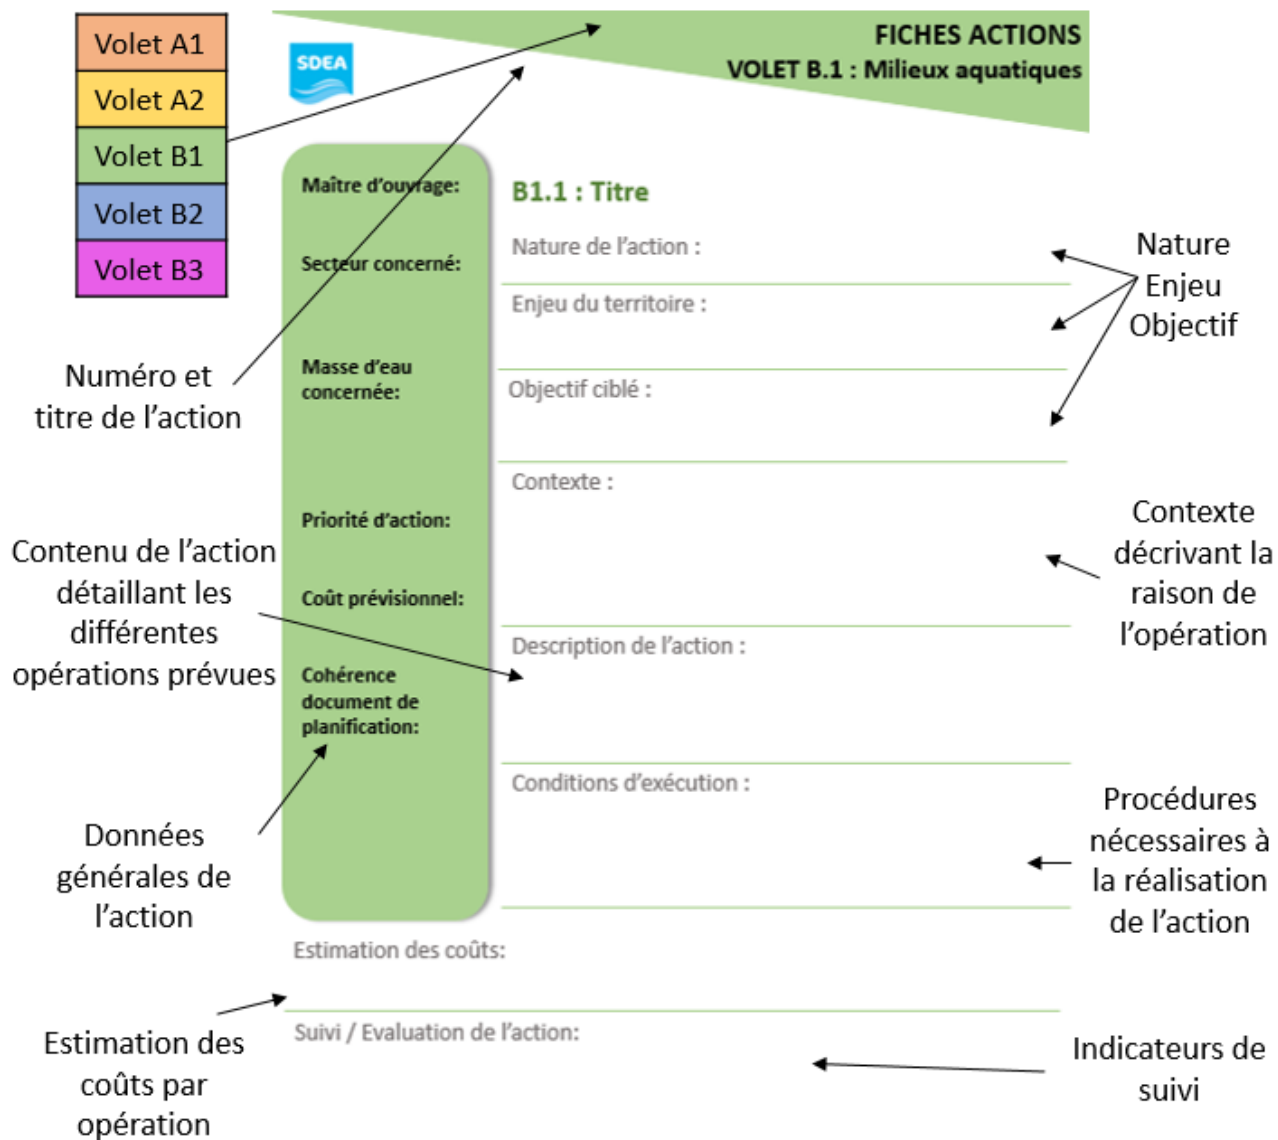 Volet A1
Volet A2
Volet B1
Volet B2
Volet B3
SDEA
FICHES ACTIONS
VOLET B.1 : Milieux aquatiques
Maître d'ouvrage:
Secteur concerné:
Masse d'eau
concernée:
Priorité d'action:
Coût prévisionnel:
Cohérence
document de
planification:
B1.1 : Titre
Nature de l'action :
Enjeu du territoire :
Objectif ciblé :
Contexte :
Description de l'action :
Conditions d'exécution :
Estimation des coûts:
Suivi / Evaluation de l'action:
Numéro et
titre de l'action
Contenu de l'action
détaillant les
différentes
opérations prévues
Données
générales de
l'action
Estimation des
coûts par
opération
Nature
Enjeu
Objectif
Contexte
décrivant la
raison de
l'opération
Procédures
nécessaires à
la réalisation
de l'action
Indicateurs de
suivi